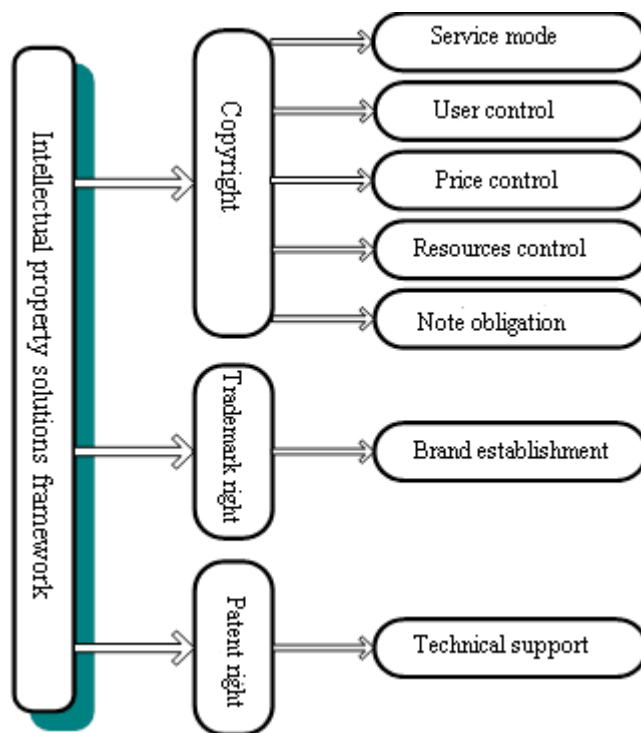 Intellectual property solutions framework
Copyright
Service mode
User control
Price control
Resources control
Note obligation
Trademark right
Brand establishment
Patent right
Technical support